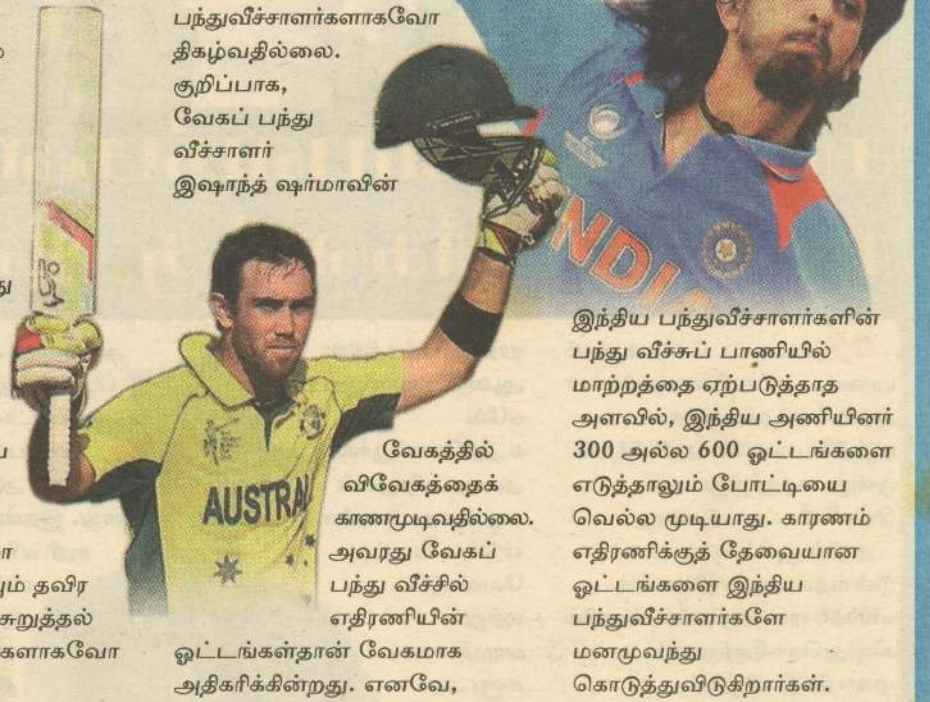 ும் தவிர
சுறுத்தல்
களாகவோ
பந்துவீச்சாளர்களாகவோ
திகழ்வதில்லை.
குறிப்பாக,
வேகப் பந்து
வீச்சாளர்
இஷாந்த் ஷர்மாவின்
வேகத்தில்
விவேகத்தைக்
காணமுடிவதில்லை.
அவரது வேகப்
பந்து வீச்சில்
எதிரணியின்
ஓட்டங்கள்தான் வேகமாக
அதிகரிக்கின்றது. எனவே,
இந்திய பந்துவீச்சாளர்களின்
பந்து வீச்சுப் பாணியில்
மாற்றத்தை ஏற்படுத்தாத
அளவில், இந்திய அணியினர்
300 அல்ல 600 ஓட்டங்களை
எடுத்தாலும் போட்டியை
வெல்ல முடியாது. காரணம்
எதிரணிக்குத் தேவையான
ஓட்டங்களை இந்திய
பந்துவீச்சாளர்களே
மனமுவந்து
கொடுத்துவிடுகிறார்கள்.
AUSTRAL
INDIA